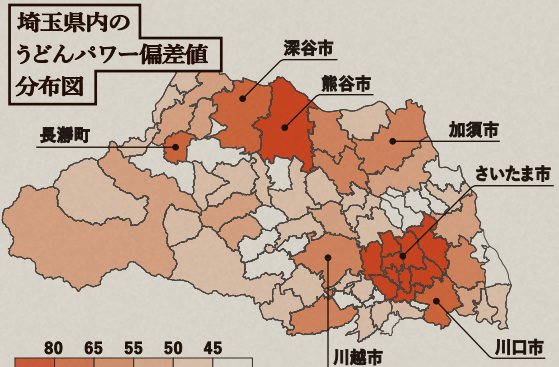 埼玉県内の
うどんパワー偏差値
分布図
深谷市
熊谷市
長瀞町
加須市
さいたま市
川越市
川口市
80 65 55 50 45